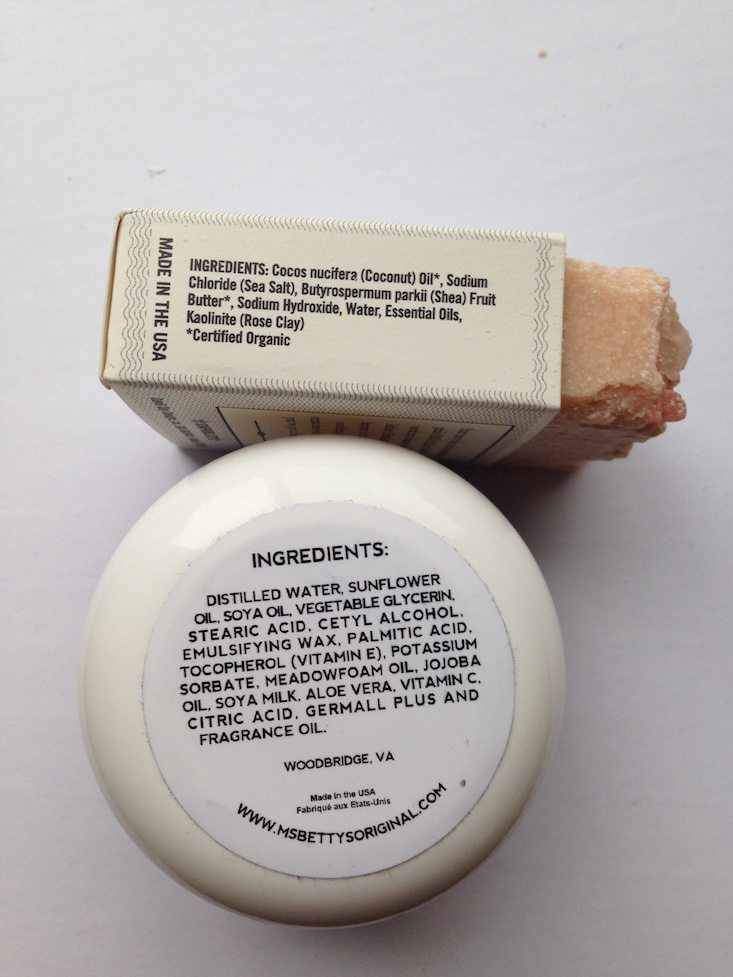 MADE IN THE USA
INGREDIENTS: Cocos nucifera (Coconut) Oil*, Sodium
Chloride (Sea Salt), Butyrospermum parkii (Shea) Fruit
Butter*, Sodium Hydroxide, Water, Essential Oils,
Kaolinite (Rose Clay)
*Certified Organic
INGREDIENTS:
DISTILLED WATER, SUNFLOWER
OIL, SOYA OIL, VEGETABLE GLYCERIN,
STEARIC ACID, CETYL ALCOHOL,
EMULSIFYING WAX, PALMITIC ACID,
TOCOPHEROL (VITAMIN E), POTASSIUM
SORBATE, MEADOWFOAM OIL, JOJOBA
OIL, SOYA MILK, ALOE VERA, VITAMIN C,
CITRIC ACID, GERMALL PLUS AND
FRAGRANCE OIL.
WOODBRIDGE, VA
Made in the USA
Fabriqué aux Etats-Unis
WWW.MSBETTYSORIGINAL.COM